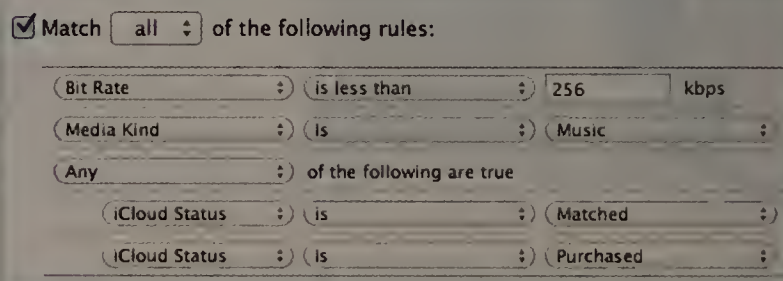 Match all of the following rules:
Bit Rate is less than 256 kbps
Media Kind Is Music
Any of the following are true
iCloud Status is Matched
iCloud Status Is Purchased